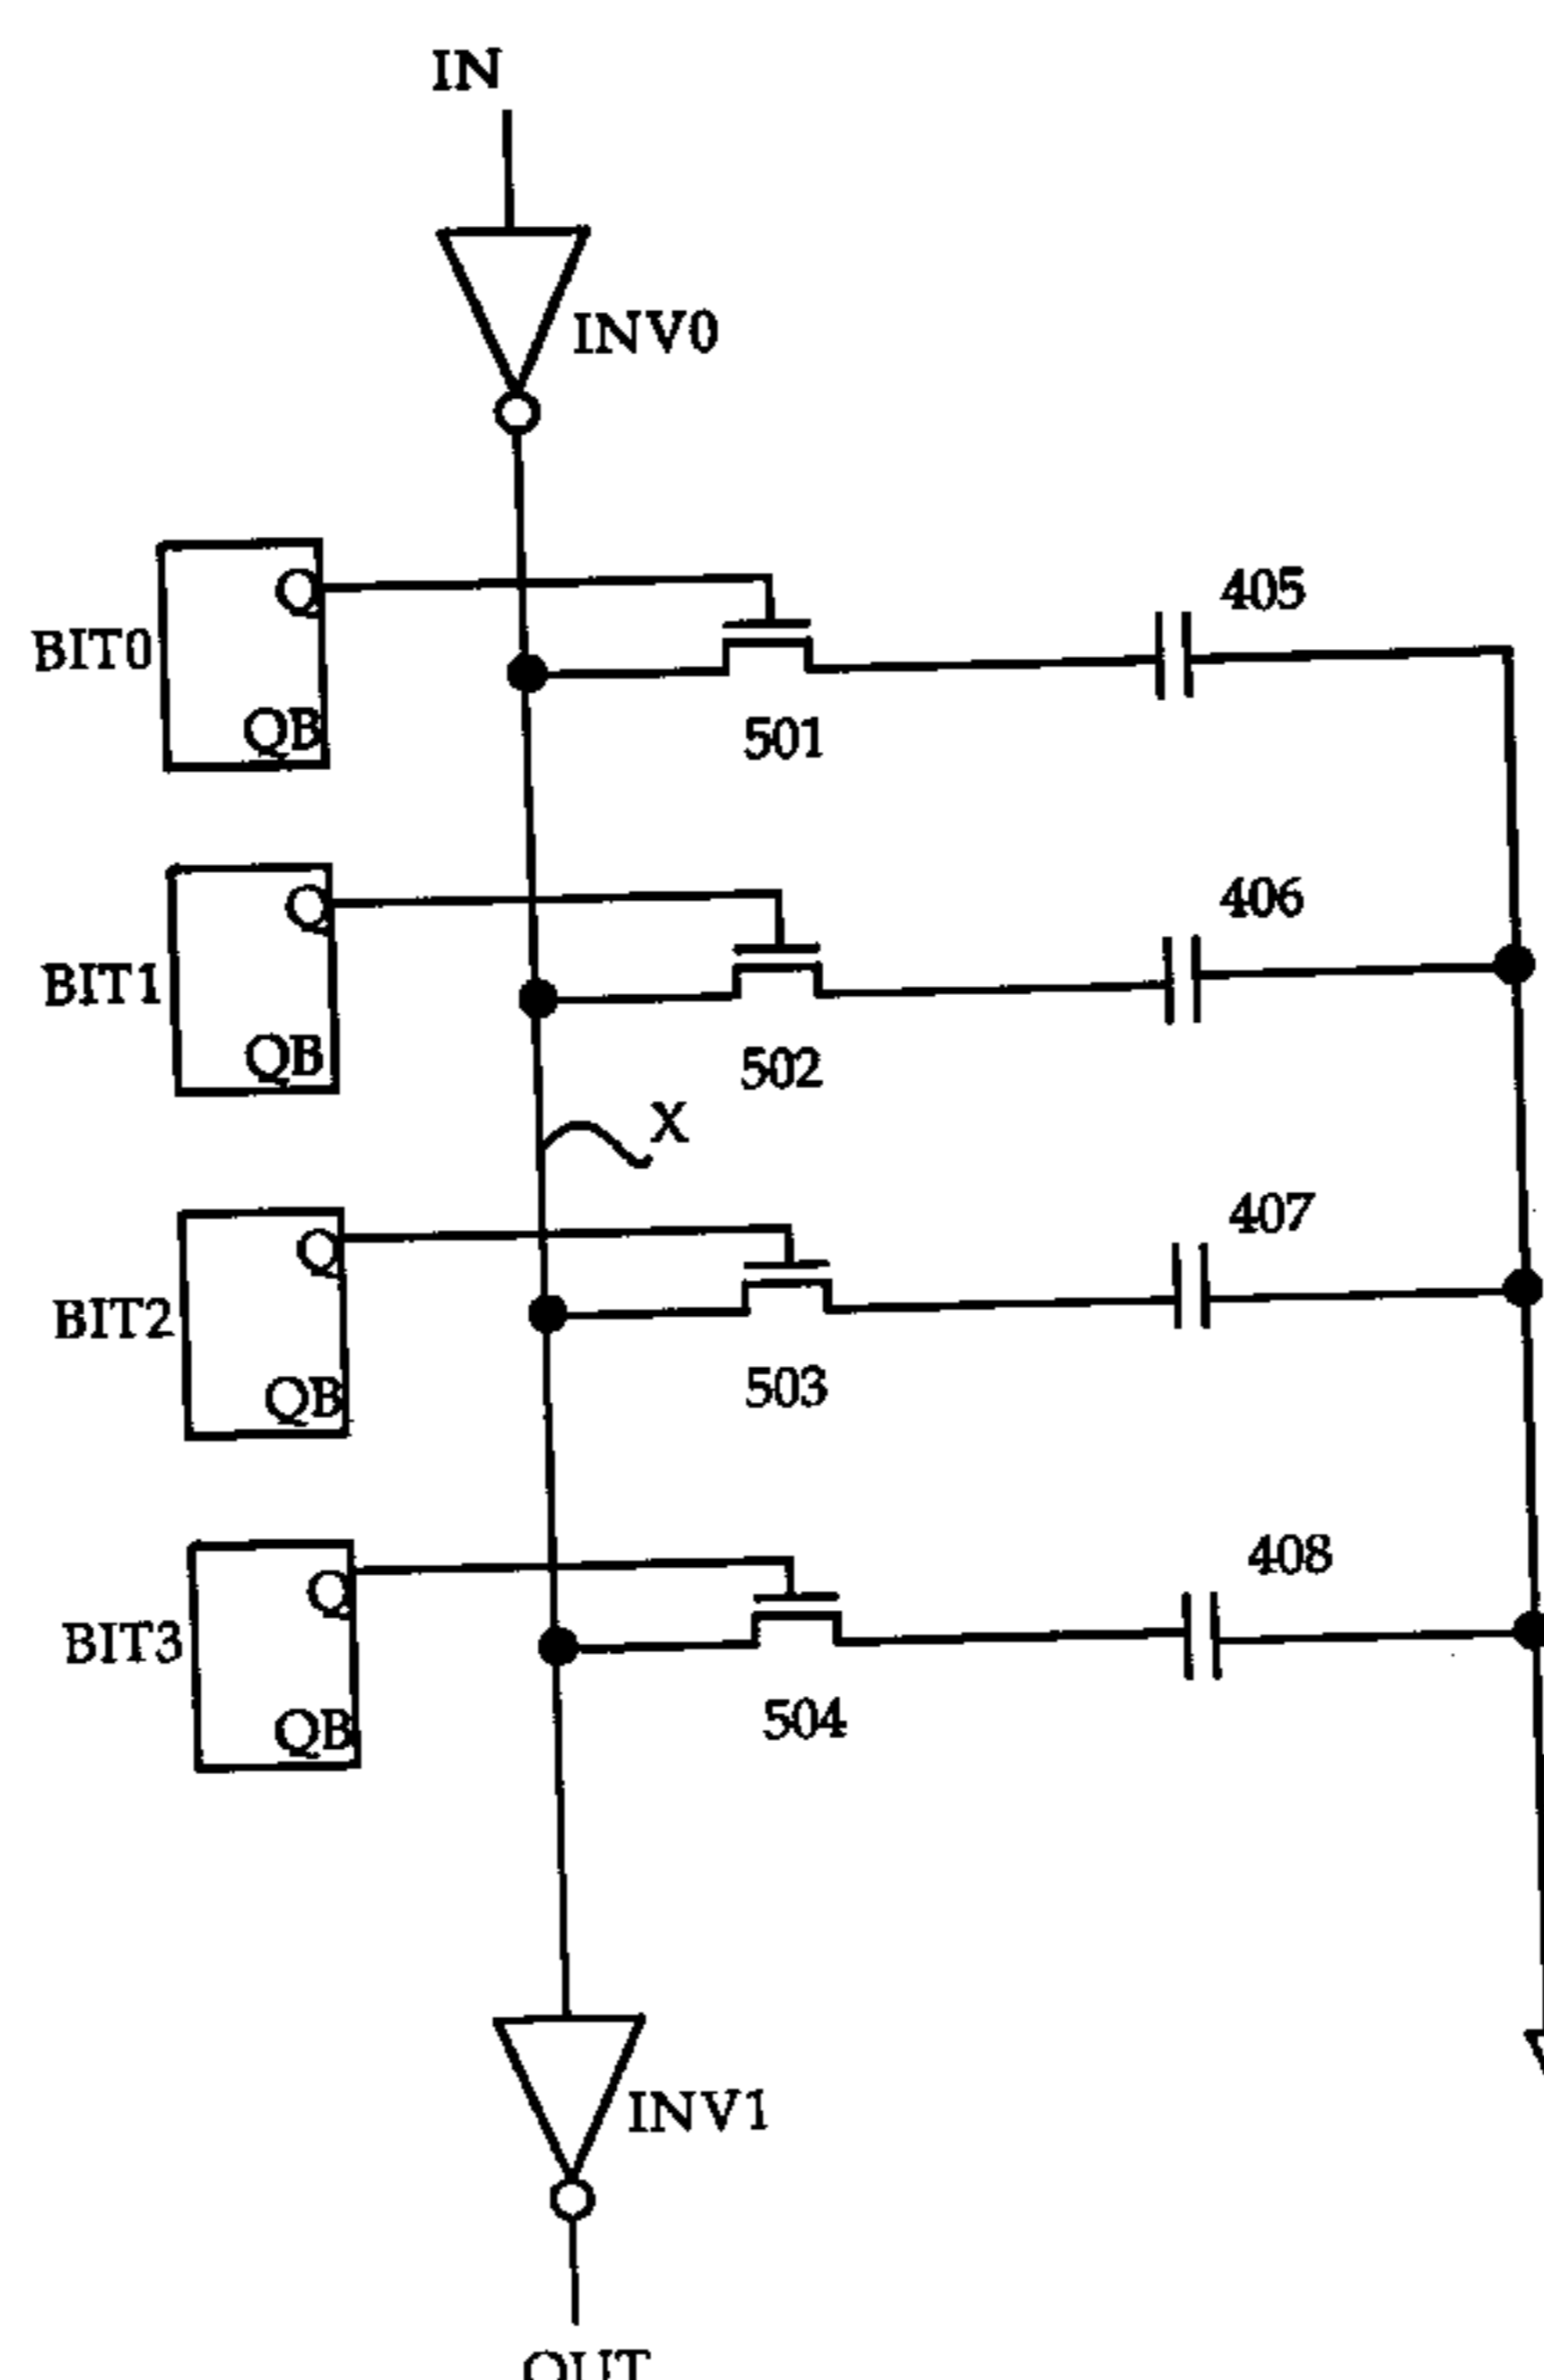 IN
INV0
Q
405
BIT0
QB
501
Q
406
BIT1
QB
502
X
Q
407
BIT2
QB
503
Q
408
BIT3
QB
504
INV1
OUT